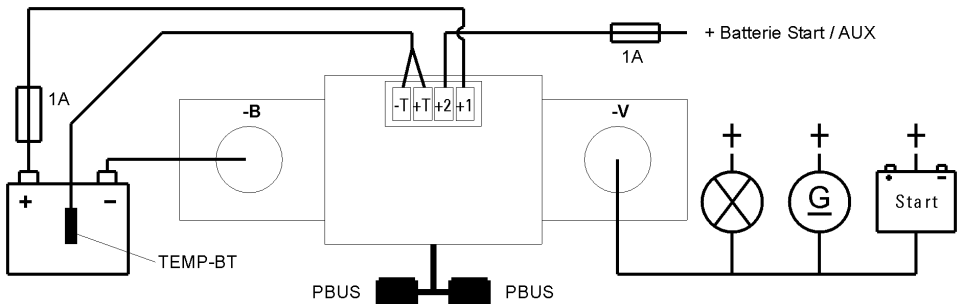 1A
+ Batterie Start / AUX
1A
-T +T +2 +1
-B
-V
+ + +
+ -
+ -
G
Start
TEMP-BT
PBUS
PBUS